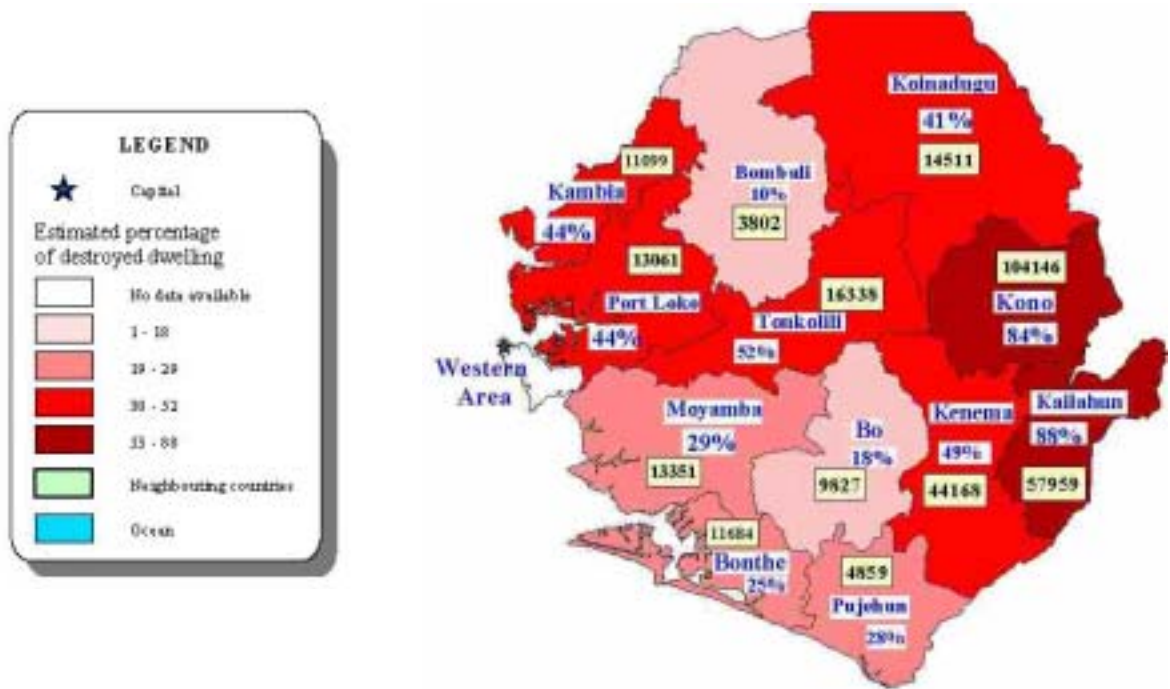 LEGEND
Capital
Estimated percentage
of destroyed dwelling
No data available
1 - 18
19 - 29
30 - 52
53 - 88
Neighbouring countries
Ocean
Koinadugu
41%
14511
11099
Kambia
44%
Bombali
10%
3802
13061
Port Loko
44%
16338
Tonkolili
52%
104146
Kono
84%
Western
Area
Moyamba
29%
13351
Bo
18%
9827
Kenema
49%
44168
Kailahun
88%
57959
11684
Bonthe
25%
4859
Pujehun
28%